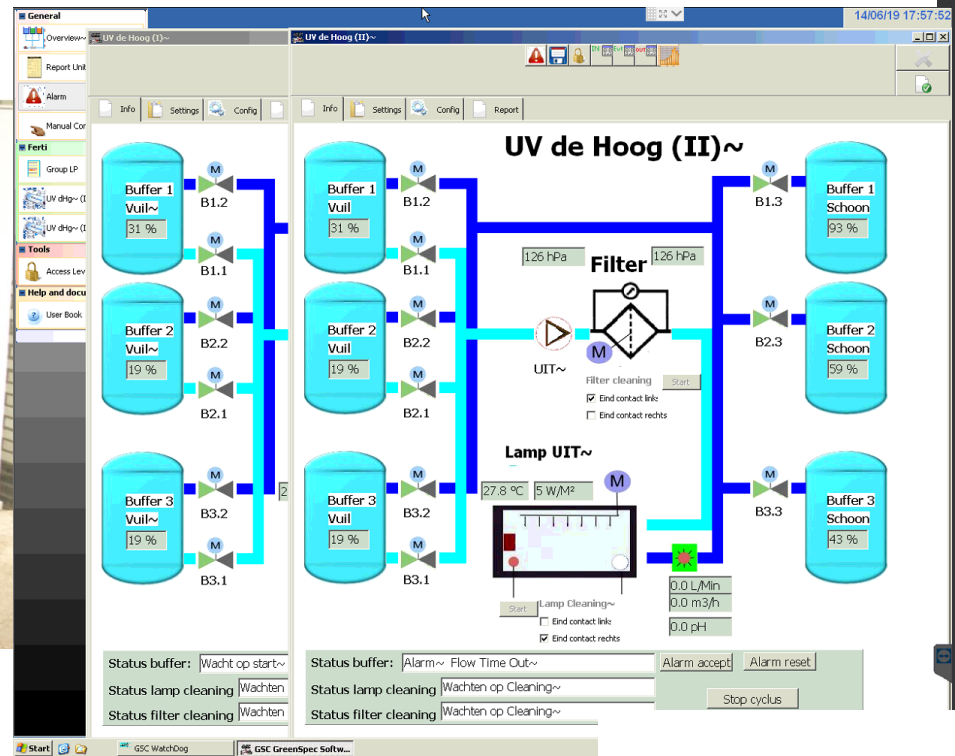 General
14/06/19 17:57:52
Overview~
Report Unit
Alarm
Manual Cor
Ferti
Group LP
UV dHg~ (I
UV dHg~ (I
Tools
Access Lev
Help and docu
User Book
UV de Hoog (I)~
Info Settings Config
Buffer 1
Vuil~
31 %
M
B1.2
M
B1.1
Buffer 2
Vuil~
19 %
M
B2.2
M
B2.1
Buffer 3
Vuil~
19 %
M
B3.2
M
B3.1
2
Status buffer: Wacht op start~
Status lamp cleaning Wachten
Status filter cleaning Wachten
UV de Hoog (II)~
IN out
Info Settings Config Report
UV de Hoog (II)~
Buffer 1
Vuil
31 %
M
B1.2
M
B1.1
Buffer 2
Vuil
19 %
M
B2.2
M
B2.1
Buffer 3
Vuil
19 %
M
B3.2
M
B3.1
126 hPa Filter 126 hPa
UIT~
M
Filter cleaning Start
End contact links
End contact rechts
Lamp UIT~
27.8 ºC 5 W/M² M
Start Lamp Cleaning~
End contact links
End contact rechts
0.0 L/Min
0.0 m3/h
0.0 pH
M
B1.3
Buffer 1
Schoon
93 %
M
B2.3
Buffer 2
Schoon
59 %
M
B3.3
Buffer 3
Schoon
43 %
Status buffer: Alarm~ Flow Time Out~ Alarm accept Alarm reset
Status lamp cleaning Wachten op Cleaning~
Status filter cleaning Wachten op Cleaning~
Stop cyclus
Start GSC WatchDog GSC GreenSpec Softw...